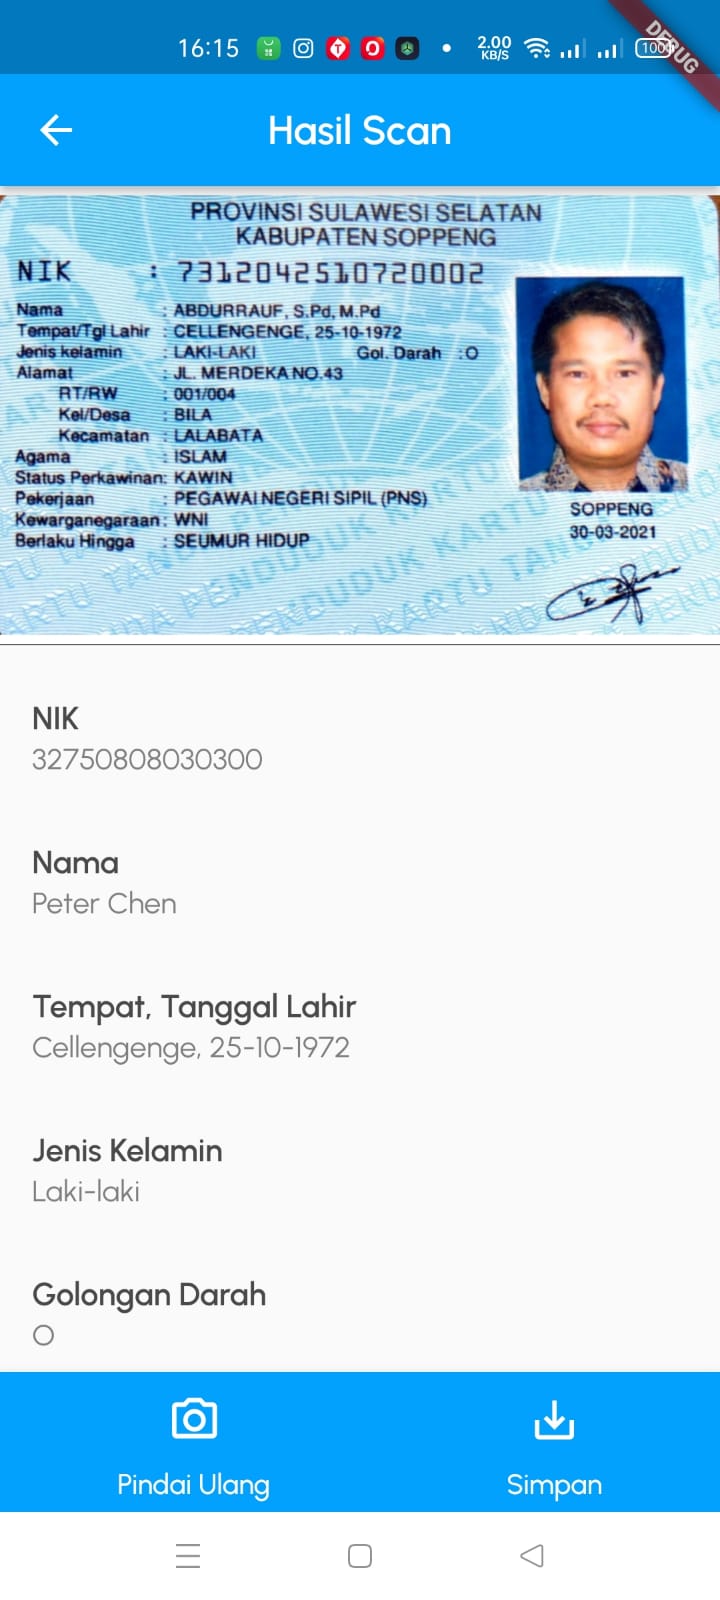 16:15
2.00
KB/S
100
DEBUG
Hasil Scan
PROVINSI SULAWESI SELATAN
KABUPATEN SOPPENG
NIK : 7312042510720002
Nama : ABDURRAUF, S.Pd, M.Pd
Tempat/Tgl Lahir : CELLENGENGE, 25-10-1972
Jenis kelamin : LAKI-LAKI Gol. Darah : O
Alamat : JL. MERDEKA NO.43
RT/RW : 001/004
Kel/Desa : BILA
Kecamatan : LALABATA
Agama : ISLAM
Status Perkawinan: KAWIN
Pekerjaan : PEGAWAI NEGERI SIPIL (PNS)
Kewarganegaraan: WNI
Berlaku Hingga : SEUMUR HIDUP
SOPPENG
30-03-2021
NIK
32750808030300
Nama
Peter Chen
Tempat, Tanggal Lahir
Cellengenge, 25-10-1972
Jenis Kelamin
Laki-laki
Golongan Darah
O
Pindai Ulang
Simpan